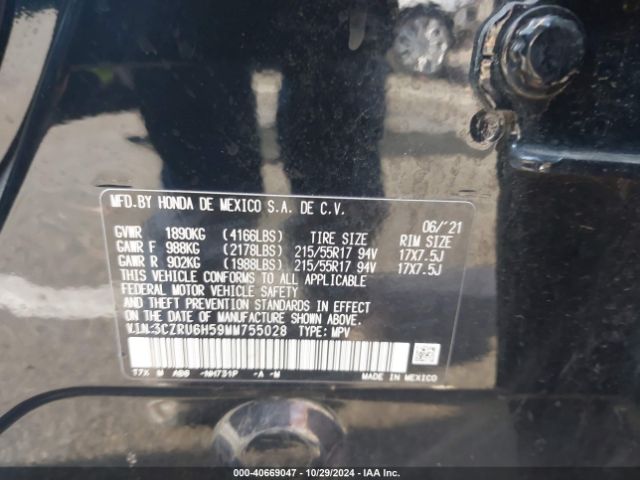 MFD.BY HONDA DE MEXICO S.A. DE C.V.
06/'21
GVWR 1890KG (4166LBS) TIRE SIZE RIM SIZE
GAWR F 988KG (2178LBS) 215/55R17 94V 17X7.5J
GAWR R 902KG (1988LBS) 215/55R17 94V 17X7.5J
THIS VEHICLE CONFORMS TO ALL APPLICABLE
FEDERAL MOTOR VEHICLE SAFETY STANDARDS IN EFFECT
ON THE DATE OF MANUFACTURE SHOWN ABOVE.
V.I.N:3CZRU6H59MM755028 TYPE: MPV
MADE IN MEXICO
-NH731P -A -M
000-40669047 - 10/29/2024 - IAA Inc.